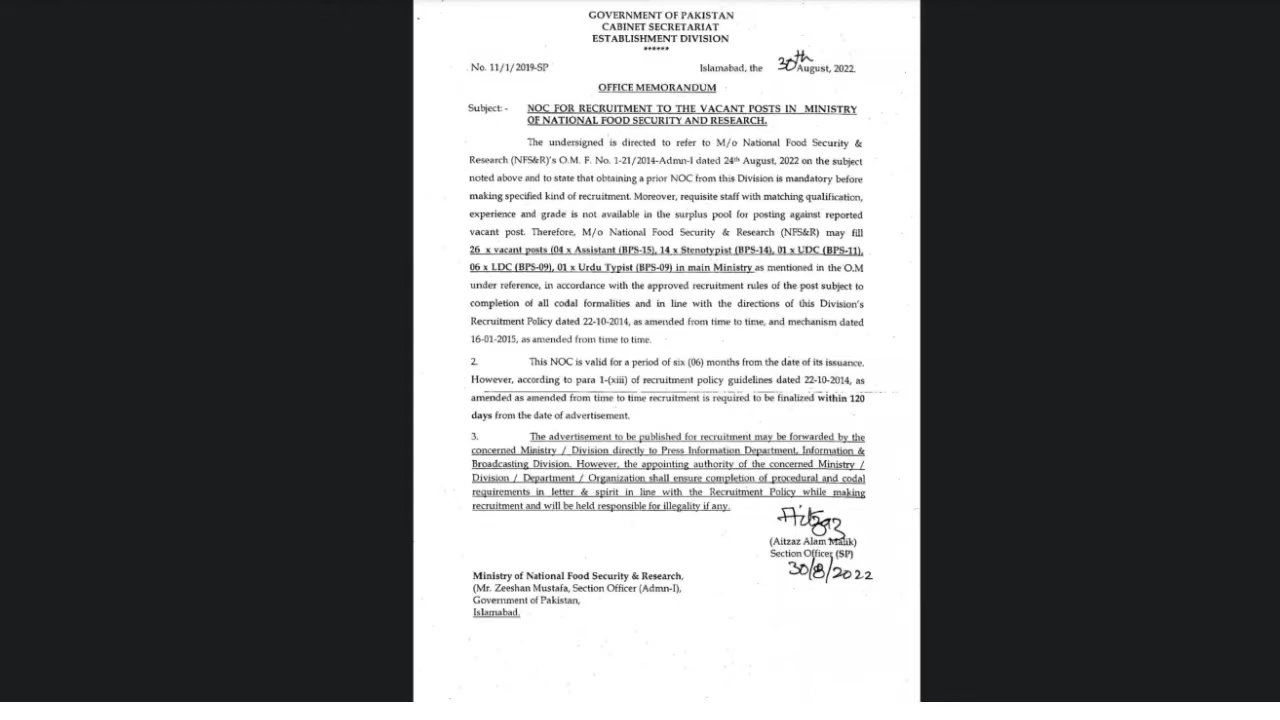 GOVERNMENT OF PAKISTAN
CABINET SECRETARIAT
ESTABLISHMENT DIVISION
******
No. 11/1/2019-SP Islamabad, the 30th August, 2022.
OFFICE MEMORANDUM
Subject: - NOC FOR RECRUITMENT TO THE VACANT POSTS IN MINISTRY
OF NATIONAL FOOD SECURITY AND RESEARCH.
The undersigned is directed to refer to M/o National Food Security &
Research (NFS&R)'s O.M. F. No. 1-21/2014-Admn-I dated 24th August, 2022 on the subject
noted above and to state that obtaining a prior NOC from this Division is mandatory before
making specified kind of recruitment. Moreover, requisite staff with matching qualification,
experience and grade is not available in the surplus pool for posting against reported
vacant post. Therefore, M/o National Food Security & Research (NFS&R) may fill
26 x vacant posts (04 x Assistant (BPS-15), 14 x Stenotypist (BPS-14), 01 x UDC (BPS-11),
06 x LDC (BPS-09), 01 x Urdu Typist (BPS-09) in main Ministry as mentioned in the O.M
under reference, in accordance with the approved recruitment rules of the post subject to
completion of all codal formalities and in line with the directions of this Division's
Recruitment Policy dated 22-10-2014, as amended from time to time, and mechanism dated
16-01-2015, as amended from time to time.
2. This NOC is valid for a period of six (06) months from the date of its issuance.
However, according to para 1-(xiii) of recruitment policy guidelines dated 22-10-2014, as
amended as amended from time to time recruitment is required to be finalized within 120
days from the date of advertisement.
3. The advertisement to be published for recruitment may be forwarded by the
concerned Ministry / Division directly to Press Information Department, Information &
Broadcasting Division. However, the appointing authority of the concerned Ministry /
Division / Department / Organization shall ensure completion of procedural and codal
requirements in letter & spirit in line with the Recruitment Policy while making
recruitment and will be held responsible for illegality if any.
Aitzaz
(Aitzaz Alam Malik)
Section Officer (SP)
30/8/2022
Ministry of National Food Security & Research,
(Mr. Zeeshan Mustafa, Section Officer (Admn-I),
Government of Pakistan,
Islamabad.